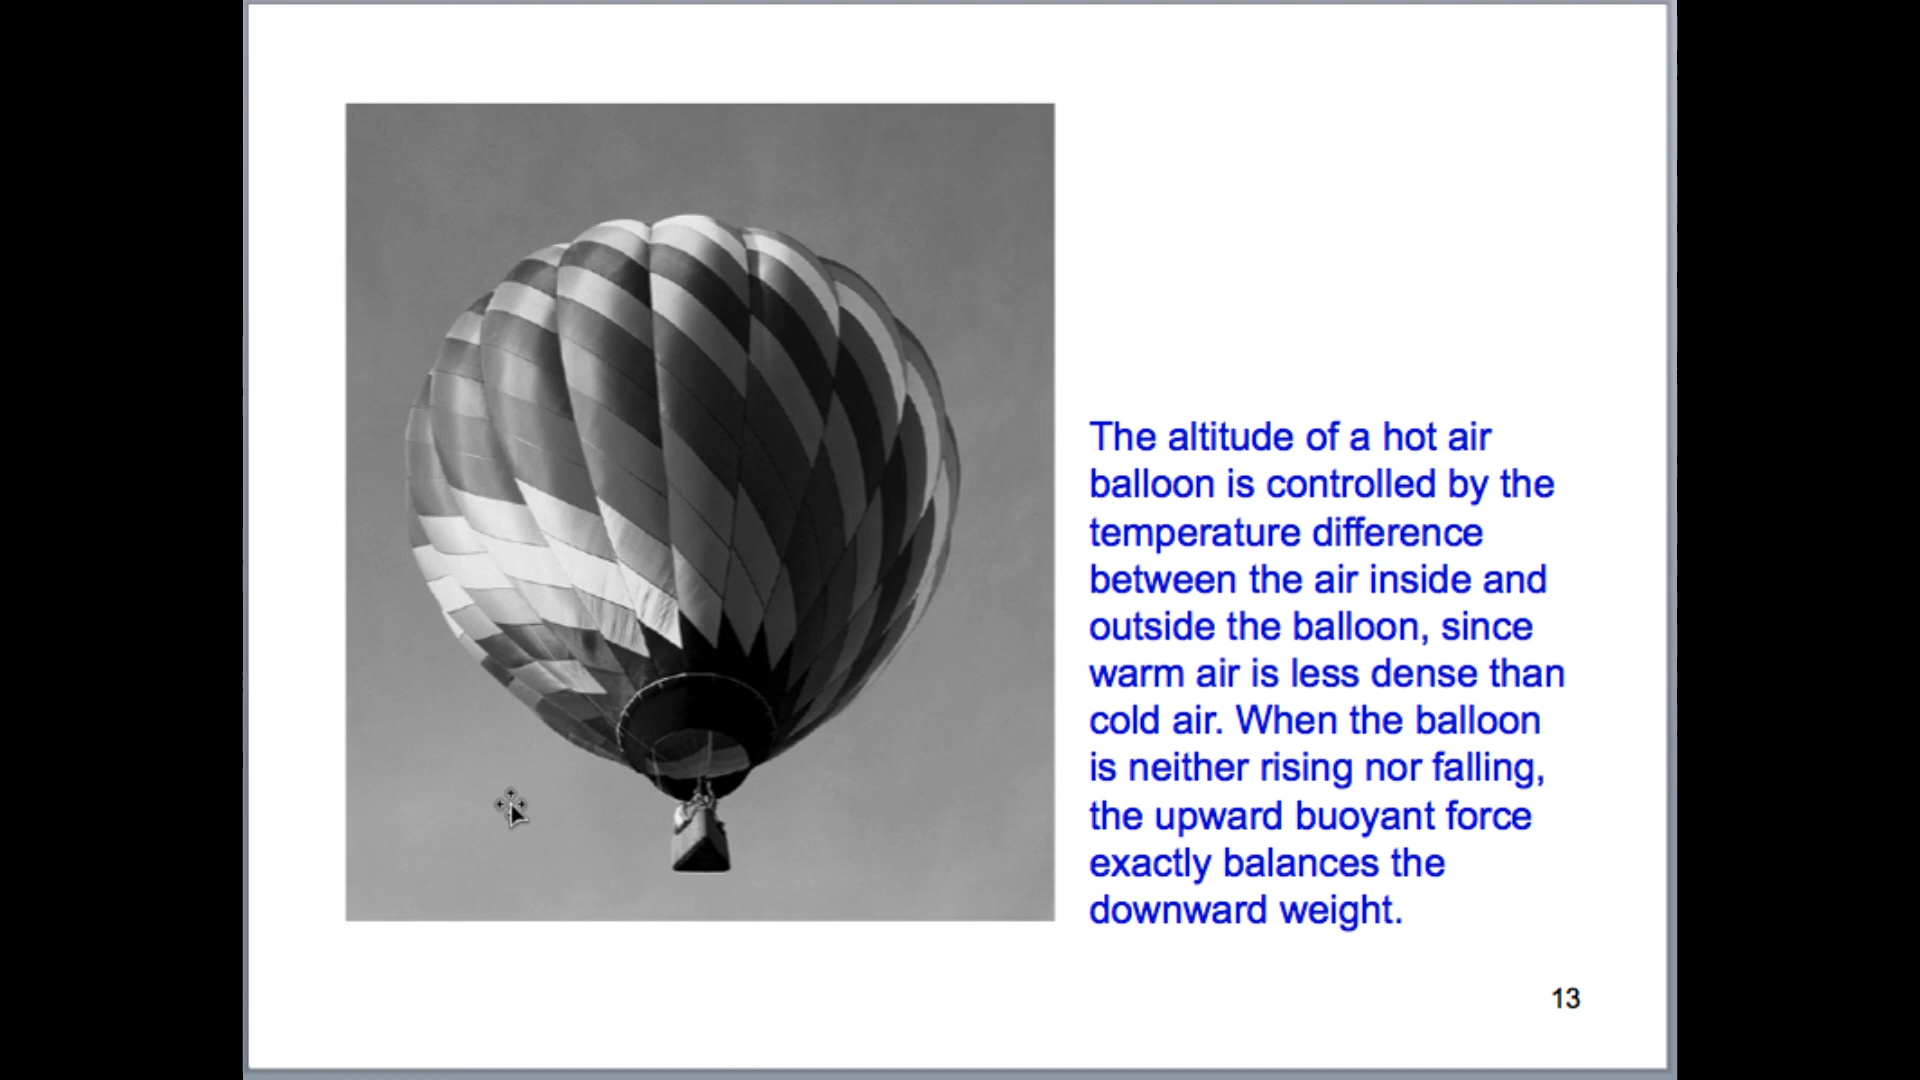 The altitude of a hot air
balloon is controlled by the
temperature difference
between the air inside and
outside the balloon, since
warm air is less dense than
cold air. When the balloon
is neither rising nor falling,
the upward buoyant force
exactly balances the
downward weight.
13